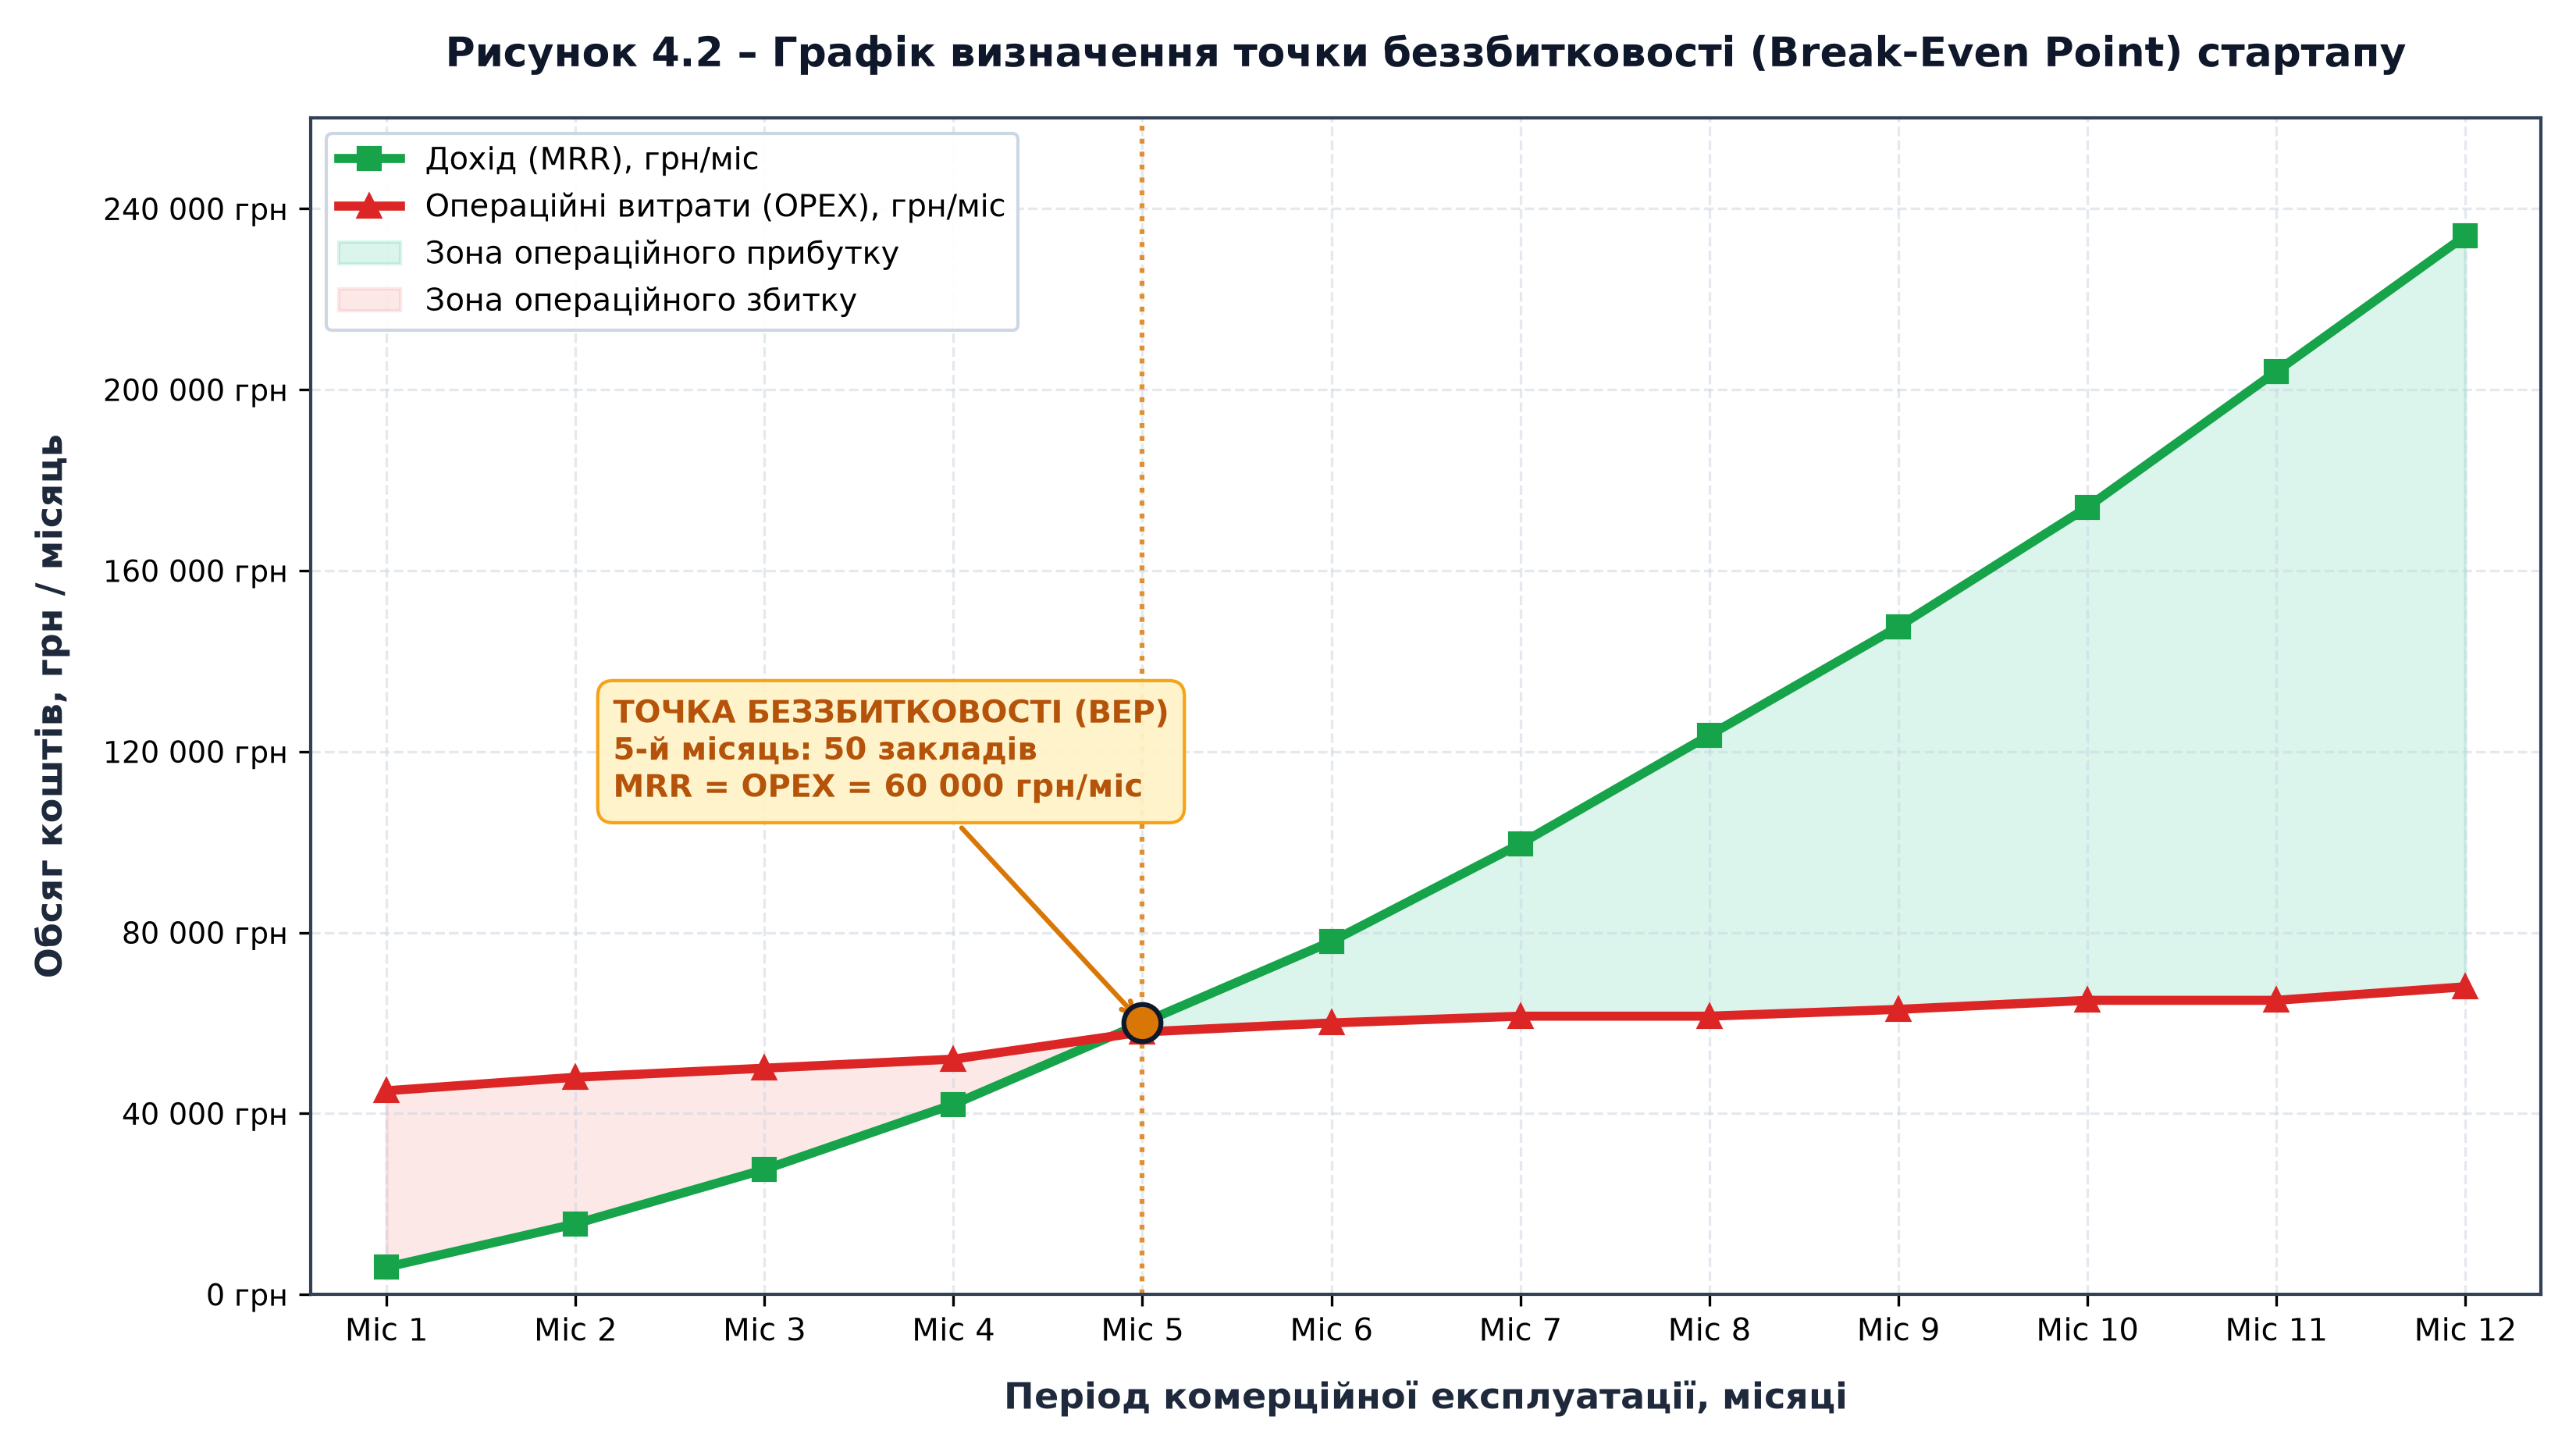 Рисунок 4.2 – Графік визначення точки беззбитковості (Break-Even Point) стартапу
Дохід (MRR), грн/міс
Операційні витрати (OPEX), грн/міс
Зона операційного прибутку
Зона операційного збитку
Обсяг коштів, грн / місяць
240 000 грн
200 000 грн
160 000 грн
120 000 грн
80 000 грн
40 000 грн
0 грн
ТОЧКА БЕЗЗБИТКОВОСТІ (BEP)
5-й місяць: 50 закладів
MRR = OPEX = 60 000 грн/міс
Міс 1
Міс 2
Міс 3
Міс 4
Міс 5
Міс 6
Міс 7
Міс 8
Міс 9
Міс 10
Міс 11
Міс 12
Період комерційної експлуатації, місяці